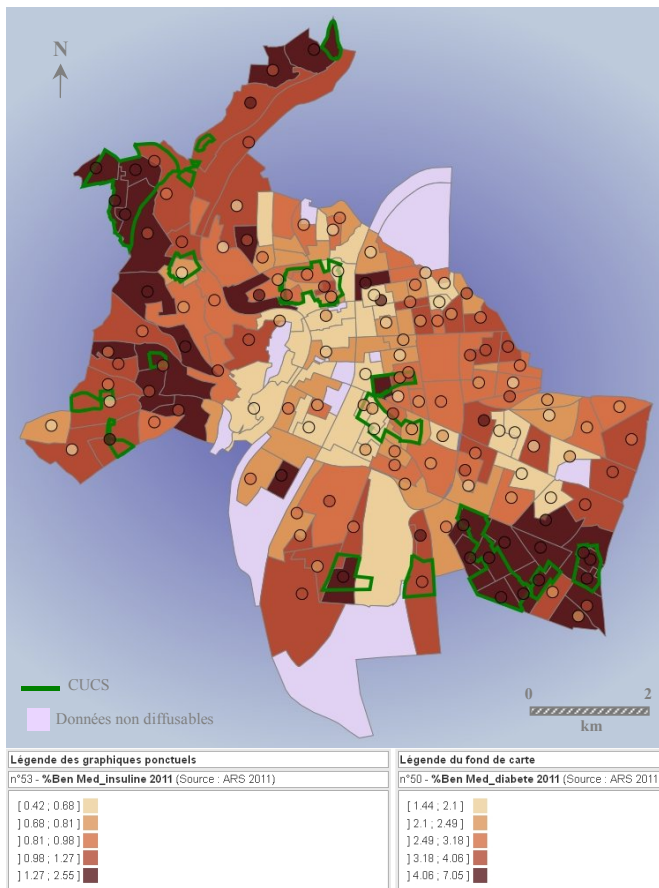 N
CUCS
Données non diffusables
0 2
km
Légende des graphiques ponctuels
n°53 - %Ben Med_insuline 2011 (Source : ARS 2011)
[ 0.42 ; 0.68 ]
] 0.68 ; 0.81 ]
] 0.81 ; 0.98 ]
] 0.98 ; 1.27 ]
] 1.27 ; 2.55 ]
Légende du fond de carte
n°50 - %Ben Med_diabete 2011 (Source : ARS 2011
[ 1.44 ; 2.1 ]
] 2.1 ; 2.49 ]
] 2.49 ; 3.18 ]
] 3.18 ; 4.06 ]
] 4.06 ; 7.05 ]